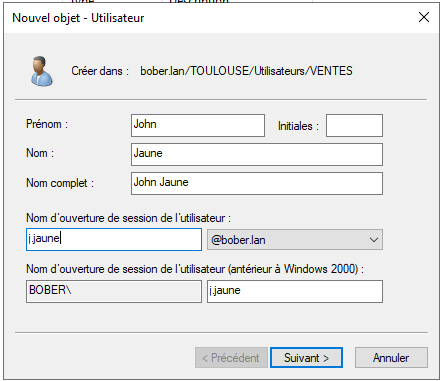 Nouvel objet - Utilisateur
Créer dans : bober.lan/TOULOUSE/Utilisateurs/VENTES
Prénom : John Initiales :
Nom : Jaune
Nom complet : John Jaune
Nom d'ouverture de session de l'utilisateur :
j.jaune @bober.lan
Nom d'ouverture de session de l'utilisateur (antérieur à Windows 2000) :
BOBER\ j.jaune
< Précédent Suivant > Annuler